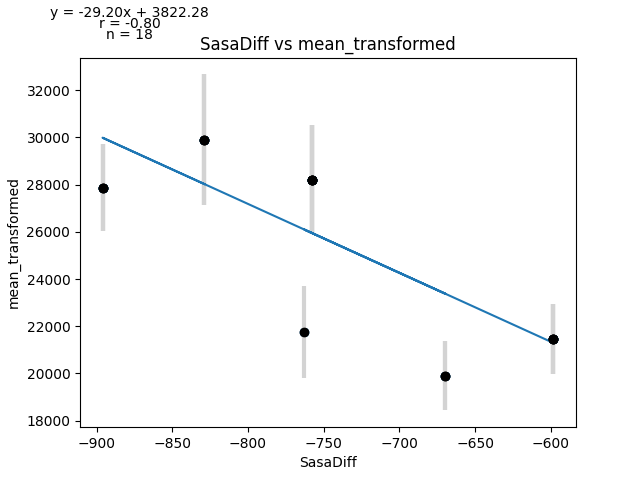 y = -29.20x + 3822.28
r = -0.80
n = 18
SasaDiff vs mean_transformed
mean_transformed
32000
30000
28000
26000
24000
22000
20000
18000
−900
−850
−800
−750
−700
−650
−600
SasaDiff